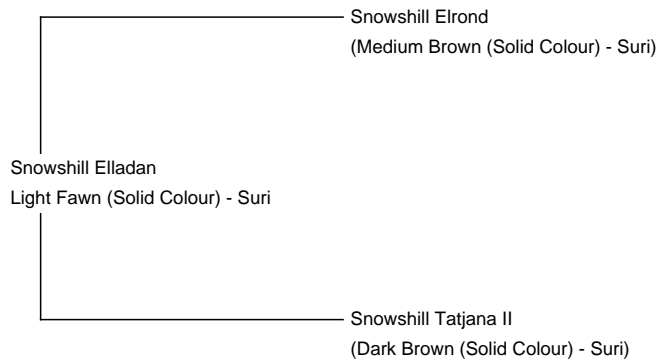 Snowshill Elrond
(Medium Brown (Solid Colour) - Suri)
Snowshill Elladan
Light Fawn (Solid Colour) - Suri
Snowshill Tatjana II
(Dark Brown (Solid Colour) - Suri)